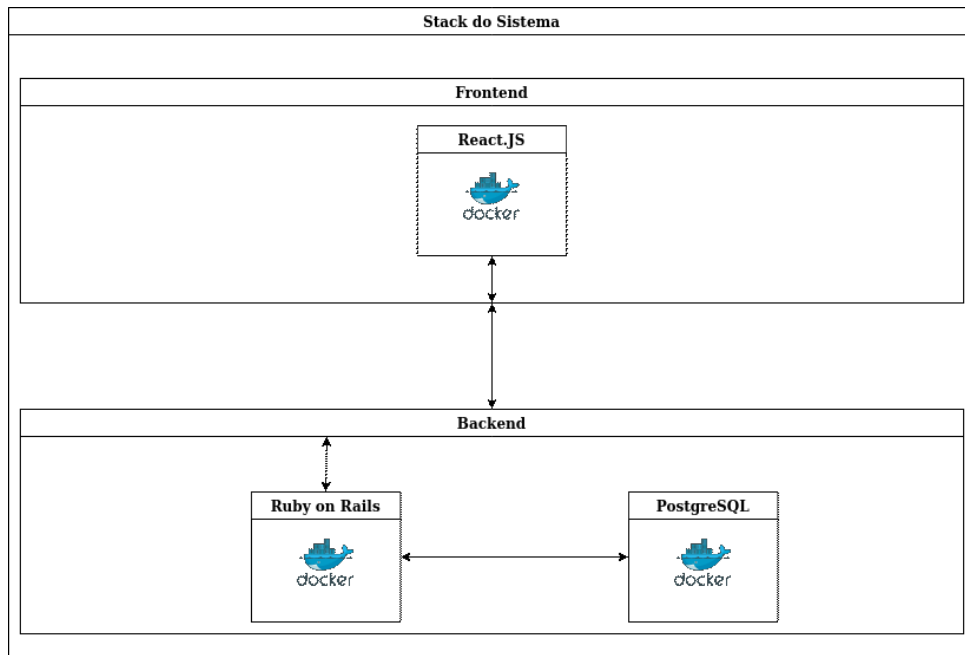 Stack do Sistema
Frontend
React.JS
docker
Backend
Ruby on Rails
PostgreSQL
docker
docker